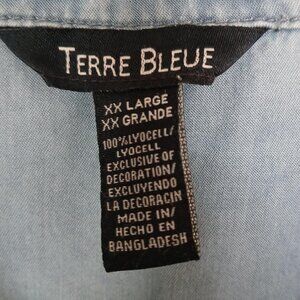 TERRE BLEUE
XX LARGE
XX GRANDE
100%LYOCELL/
LYOCELL
EXCLUSIVE OF
DECORATION/
EXCLUYENDO
LA DECORACIN
MADE IN/
HECHO EN
BANGLADESH